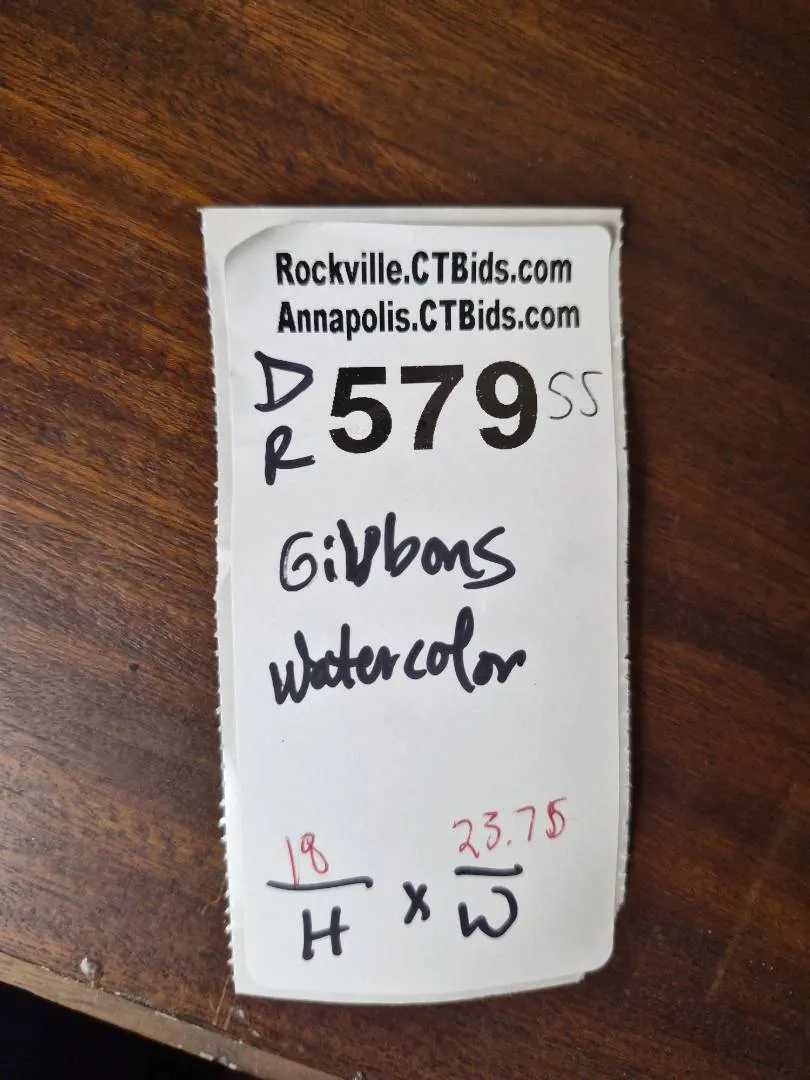 Rockville.CTBids.com
Annapolis.CTBids.com
D R 579 SS
Gibbons
Watercolor
18 23.75
H x W